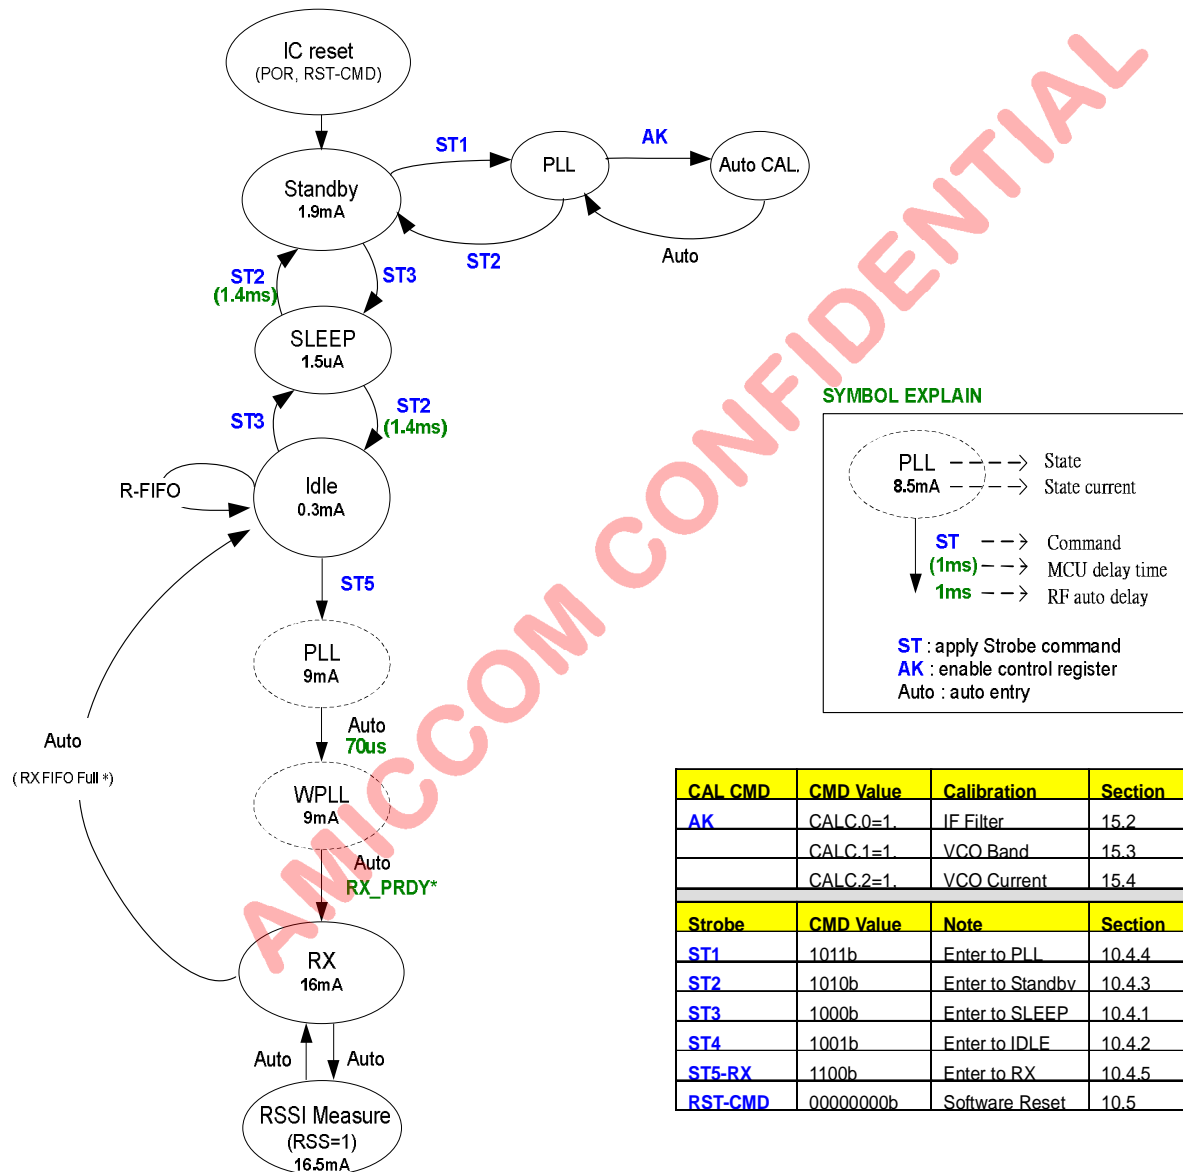 IC reset
(POR, RST-CMD)
ST1
AK
PLL
Auto CAL.
Standby
1.9mA
ST2
Auto
ST2
(1.4ms)
ST3
SLEEP
1.5uA
ST3
ST2
(1.4ms)
R-FIFO
Idle
0.3mA
ST5
PLL
9mA
Auto
70us
Auto
( RX FIFO Full *)
WPLL
9mA
Auto
RX_PRDY*
RX
16mA
Auto
Auto
RSSI Measure
(RSS=1)
16.5mA
SYMBOL EXPLAIN
PLL State
8.5mA State current
ST Command
(1ms) MCU delay time
1ms RF auto delay
ST : apply Strobe command
AK : enable control register
Auto : auto entry
CAL CMD CMD Value Calibration Section
AK CALC.0=1. IF Filter 15.2
CALC.1=1. VCO Band 15.3
CALC.2=1. VCO Current 15.4
Strobe CMD Value Note Section
ST1 1011b Enter to PLL 10.4.4
ST2 1010b Enter to Standby 10.4.3
ST3 1000b Enter to SLEEP 10.4.1
ST4 1001b Enter to IDLE 10.4.2
ST5-RX 1100b Enter to RX 10.4.5
RST-CMD 00000000b Software Reset 10.5
AMICCOM CONFIDENTIAL